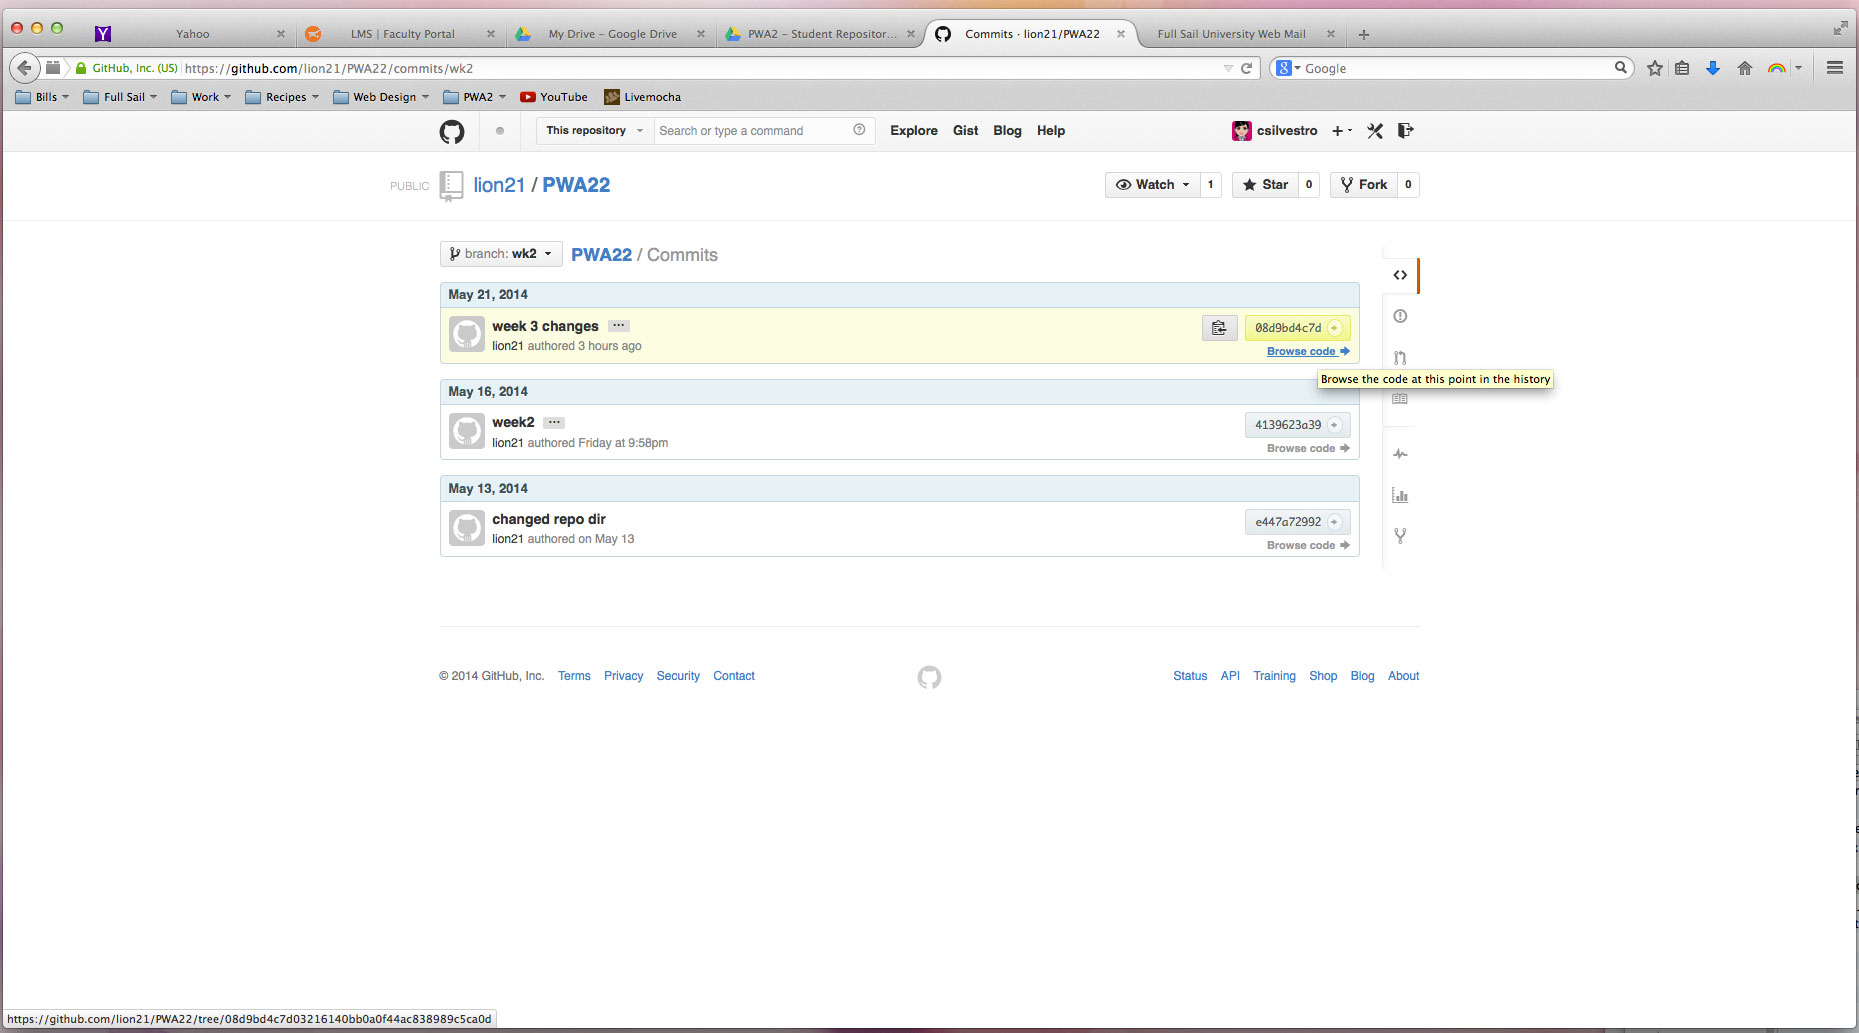 Yahoo
LMS | Faculty Portal
My Drive - Google Drive
PWA2 - Student Repositor...
Commits · lion21/PWA22
Full Sail University Web Mail
GitHub, Inc. (US) https://github.com/lion21/PWA22/commits/wk2
Google
Bills Full Sail Work Recipes Web Design PWA2 YouTube Livemocha
This repository Search or type a command Explore Gist Blog Help csilvestro
PUBLIC lion21 / PWA22 Watch 1 Star 0 Fork 0
branch: wk2 PWA22 / Commits
May 21, 2014
week 3 changes ... 08d9bd4c7d
lion21 authored 3 hours ago Browse code
Browse the code at this point in the history
May 16, 2014
week2 ... 4139623a39
lion21 authored Friday at 9:58pm Browse code
May 13, 2014
changed repo dir e447a72992
lion21 authored on May 13 Browse code
© 2014 GitHub, Inc. Terms Privacy Security Contact Status API Training Shop Blog About
https://github.com/lion21/PWA22/tree/08d9bd4c7d03216140bb0a0f44ac838989c5ca0d